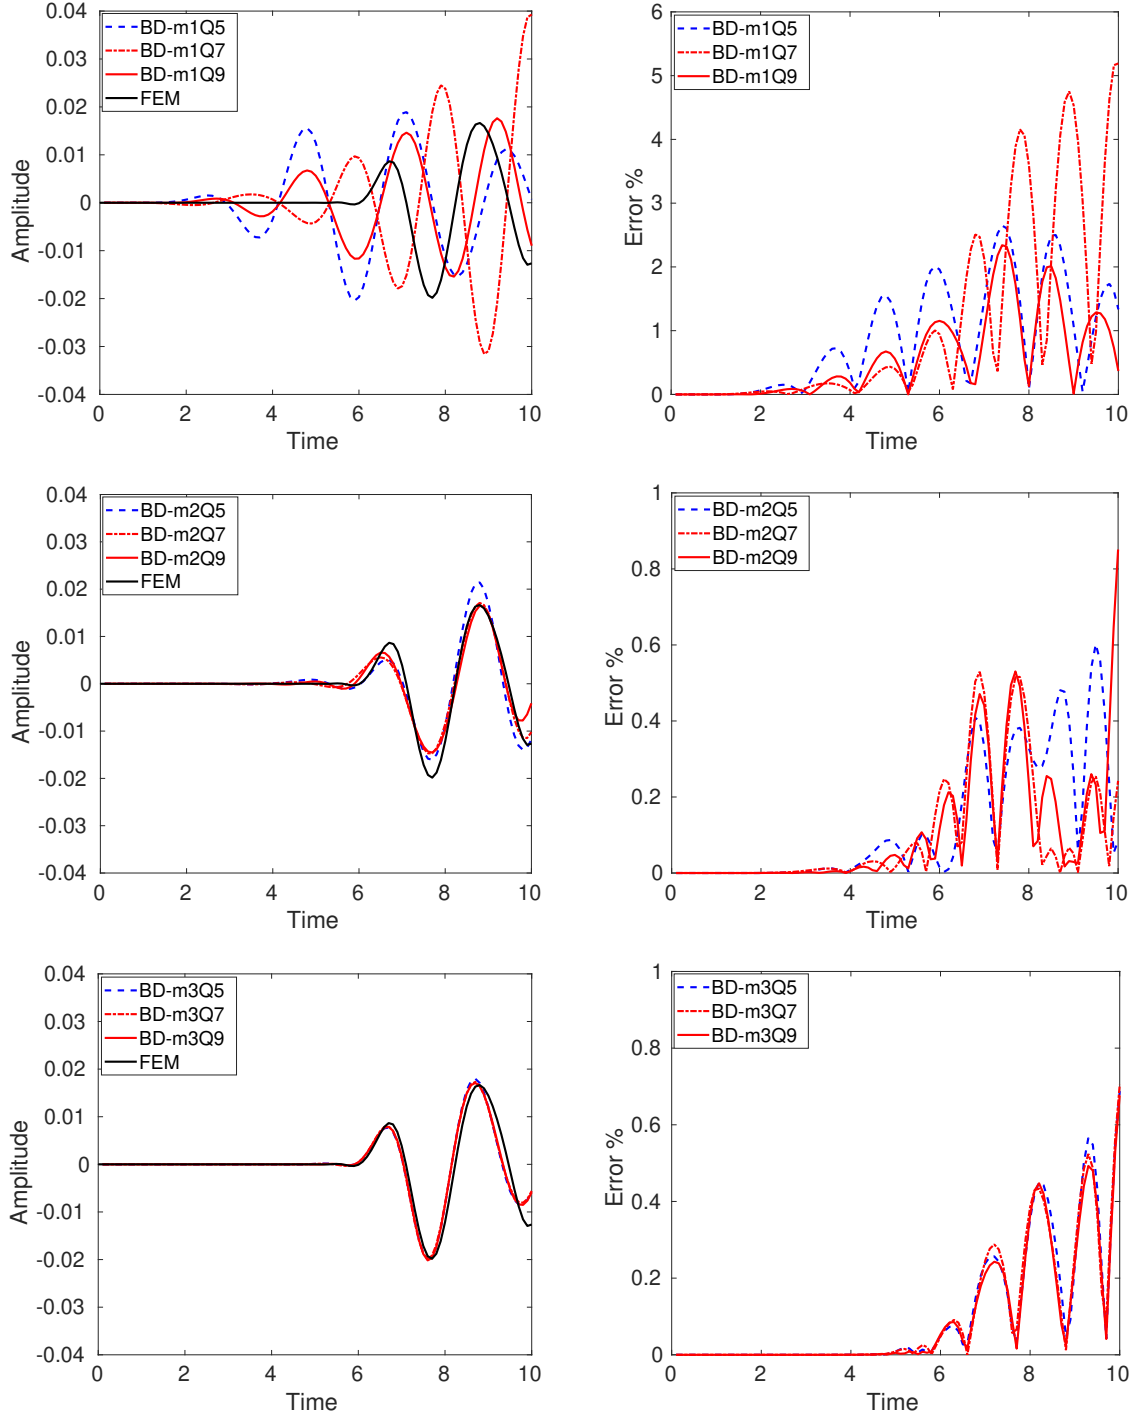 0.04
0.03
0.02
0.01
0
-0.01
-0.02
-0.03
-0.04
Amplitude
BD-m1Q5
BD-m1Q7
BD-m1Q9
FEM
0 2 4 6 8 10
Time
6
5
4
3
2
1
0
Error %
BD-m1Q5
BD-m1Q7
BD-m1Q9
0 2 4 6 8 10
Time
0.04
0.03
0.02
0.01
0
-0.01
-0.02
-0.03
-0.04
Amplitude
BD-m2Q5
BD-m2Q7
BD-m2Q9
FEM
0 2 4 6 8 10
Time
1
0.8
0.6
0.4
0.2
0
Error %
BD-m2Q5
BD-m2Q7
BD-m2Q9
0 2 4 6 8 10
Time
0.04
0.03
0.02
0.01
0
-0.01
-0.02
-0.03
-0.04
Amplitude
BD-m3Q5
BD-m3Q7
BD-m3Q9
FEM
0 2 4 6 8 10
Time
1
0.8
0.6
0.4
0.2
0
Error %
BD-m3Q5
BD-m3Q7
BD-m3Q9
0 2 4 6 8 10
Time